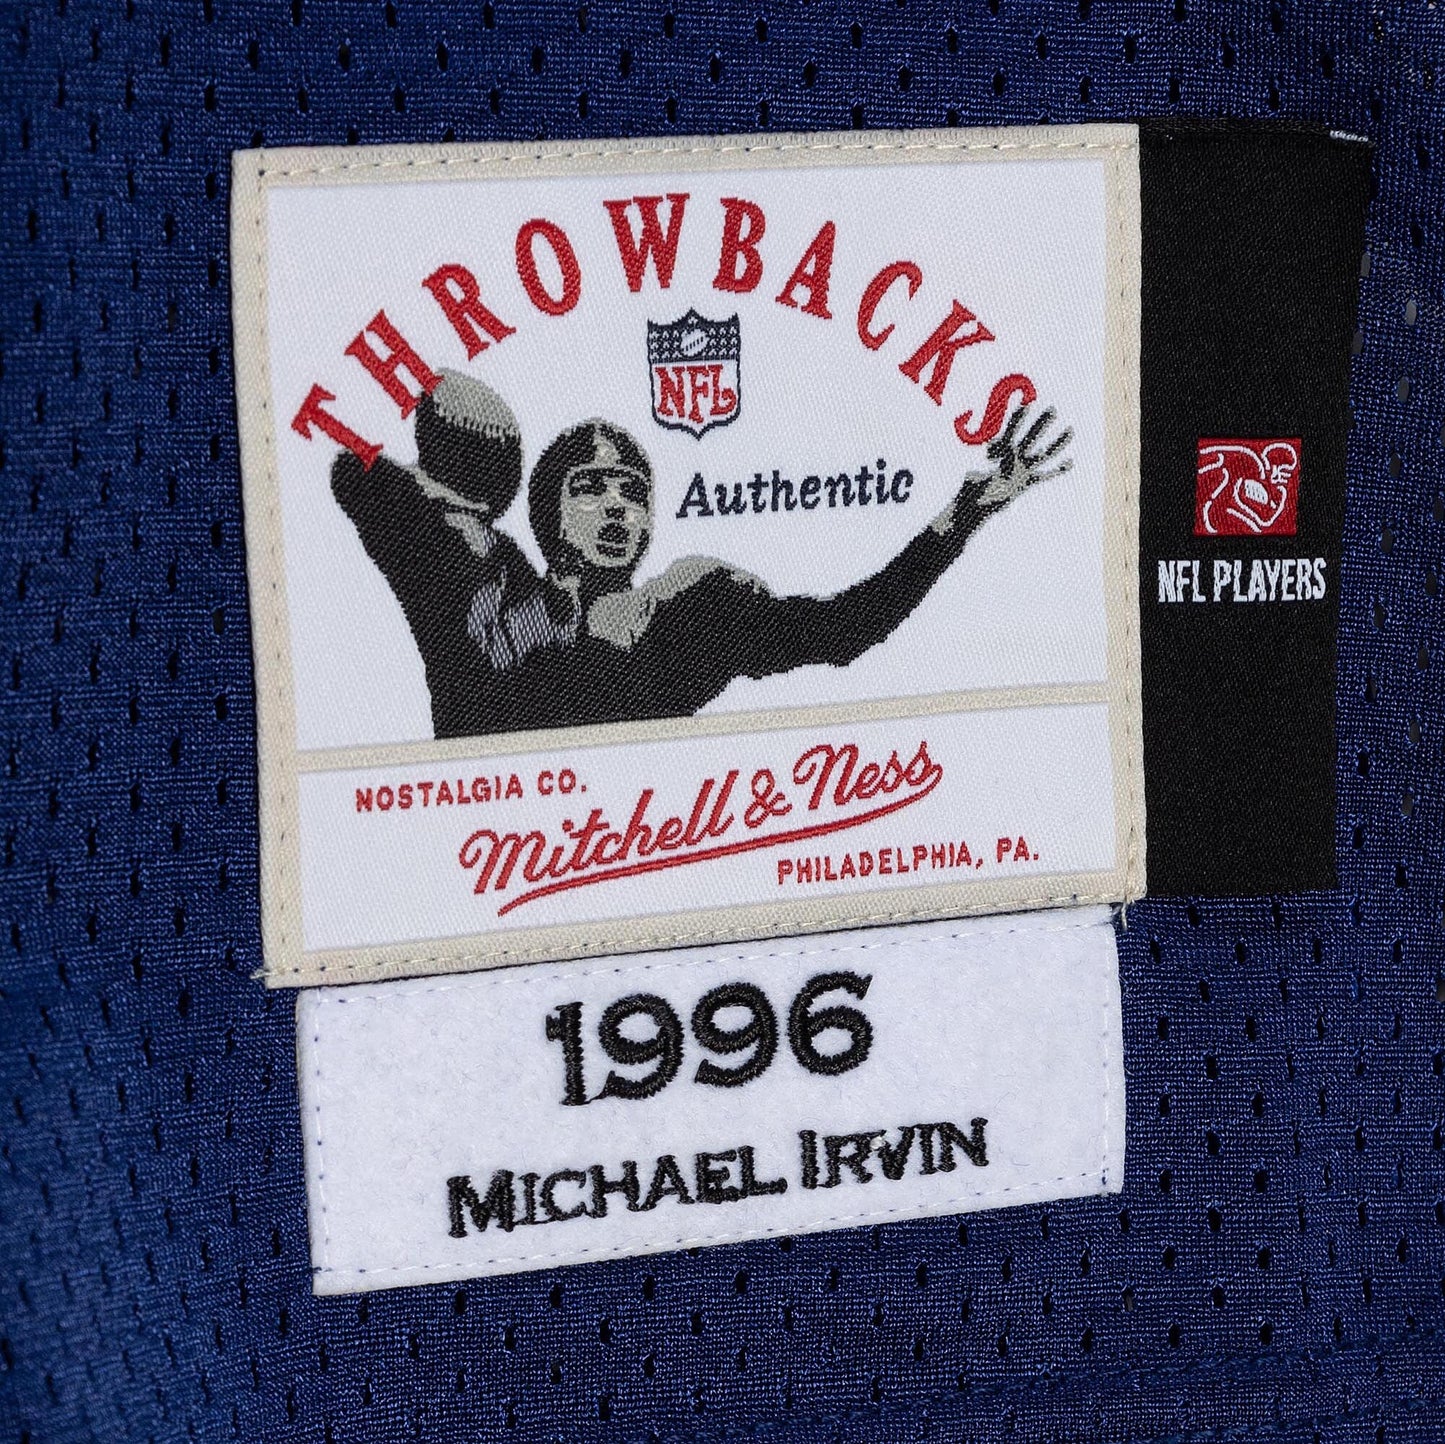 THROWBACKS
NFL
Authentic
NFL PLAYERS
NOSTALGIA CO.
Mitchell & Ness
PHILADELPHIA, PA.
1996
MICHAEL IRVIN